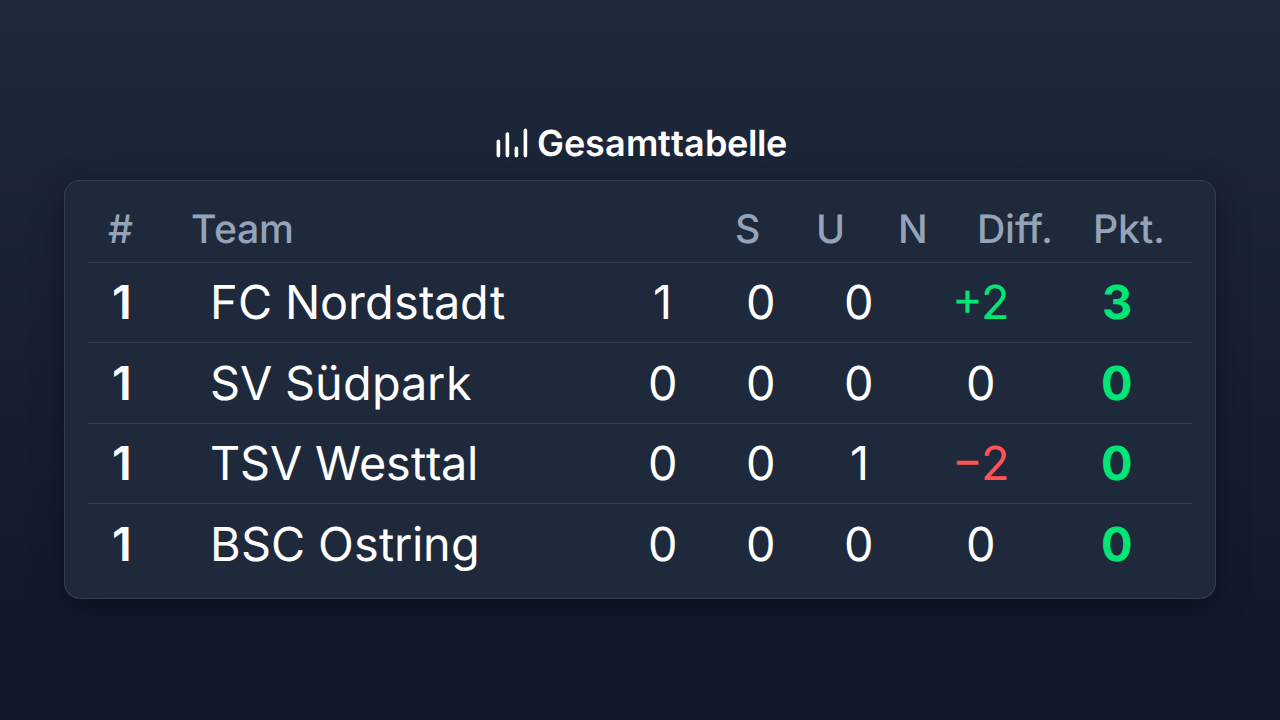 Gesamttabelle
# Team S U N Diff. Pkt.
1 FC Nordstadt 1 0 0 +2 3
1 SV Südpark 0 0 0 0 0
1 TSV Westtal 0 0 1 −2 0
1 BSC Ostring 0 0 0 0 0